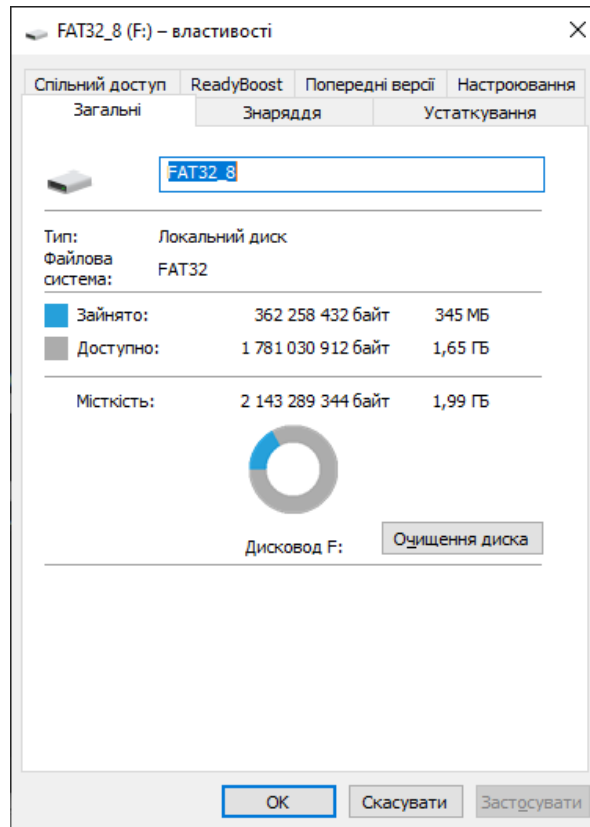 FAT32_8 (F:) – властивості
Спільний доступ ReadyBoost Попередні версії Настроювання
Загальні Знаряддя Устаткування
FAT32_8
Тип: Локальний диск
Файлова
система: FAT32
Зайнято: 362 258 432 байт 345 МБ
Доступно: 1 781 030 912 байт 1,65 ГБ
Місткість: 2 143 289 344 байт 1,99 ГБ
Дисковод F: Очищення диска
OK Скасувати Застосувати